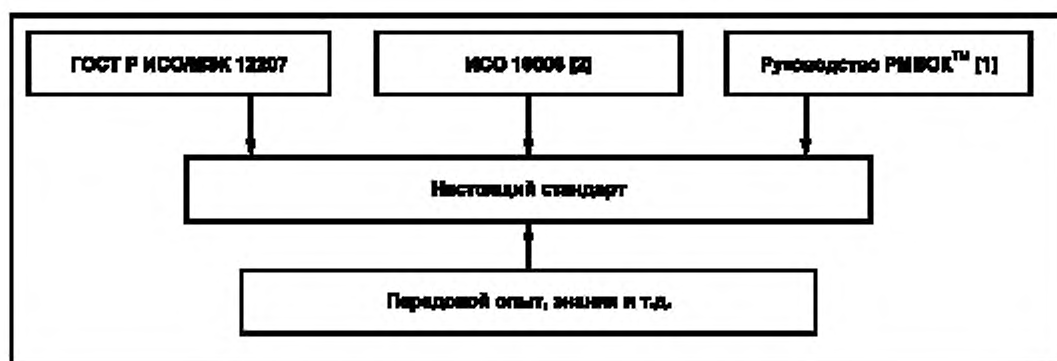 ГОСТ Р ИСО/МЭК 12207
ИСО 10006 [2]
Руководство PMBOK™ [1]
Настоящий стандарт
Передовой опыт, знания и т.д.